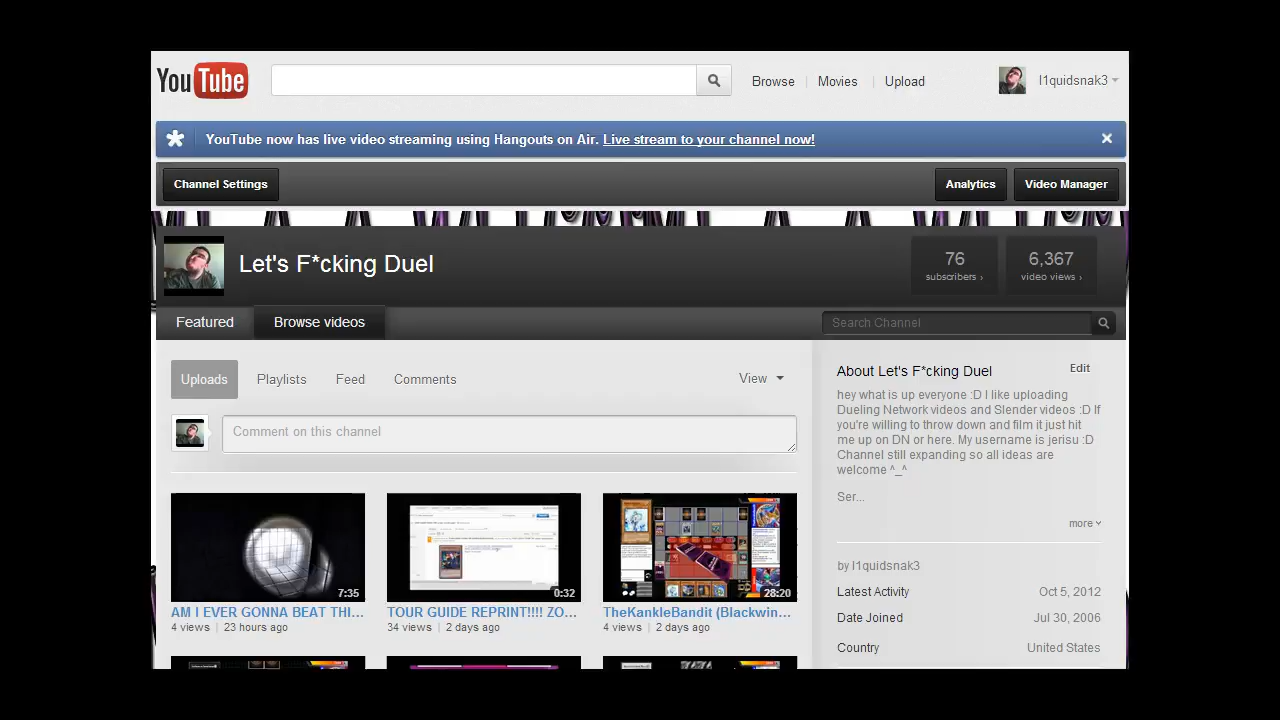 YouTube
Browse
Movies
Upload
l1quidsnak3
YouTube now has live video streaming using Hangouts on Air. Live stream to your channel now!
Channel Settings
Analytics
Video Manager
Let's F*cking Duel
76
subscribers ›
6,367
video views ›
Featured
Browse videos
Search Channel
Uploads
Playlists
Feed
Comments
View
Comment on this channel
About Let's F*cking Duel
Edit
hey what is up everyone :D I like uploading
Dueling Network videos and Slender videos :D If
you're willing to throw down and film it just hit
me up on DN or here. My username is jerisu :D
Channel still expanding so all ideas are
welcome ^_^
Ser...
more
7:35
AM I EVER GONNA BEAT THI...
4 views | 23 hours ago
0:32
TOUR GUIDE REPRINT!!!! ZO...
34 views | 2 days ago
28:20
TheKankleBandit (Blackwin...
4 views | 2 days ago
by l1quidsnak3
Latest Activity Oct 5, 2012
Date Joined Jul 30, 2006
Country United States